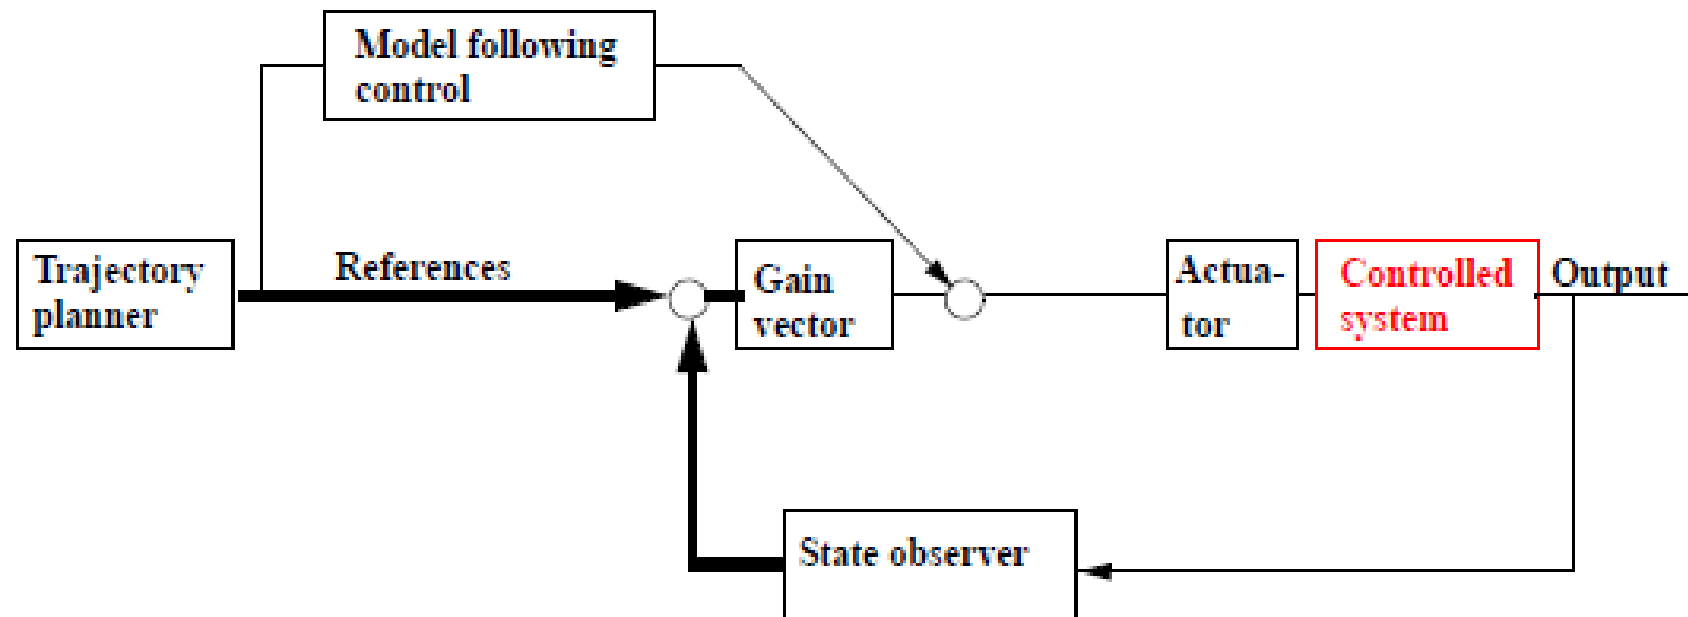 Model following
control
Trajectory
planner
References
Gain
vector
Actua-
tor
Controlled
system
Output
State observer